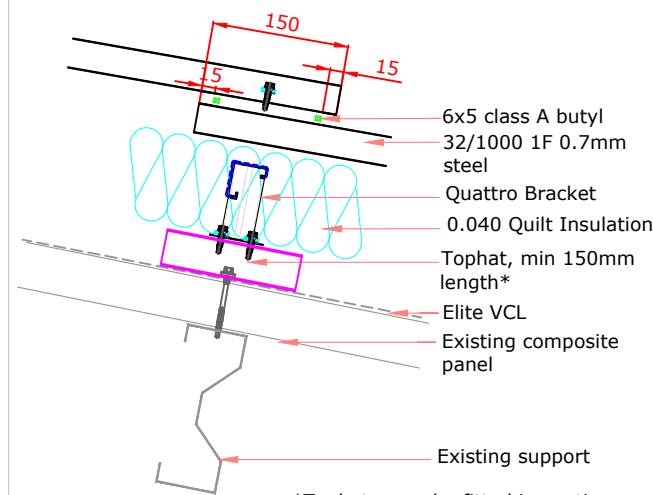 150
15
15
6x5 class A butyl
32/1000 1F 0.7mm
steel
Quattro Bracket
0.040 Quilt Insulation
Tophat, min 150mm
length*
Elite VCL
Existing composite
panel
Existing support